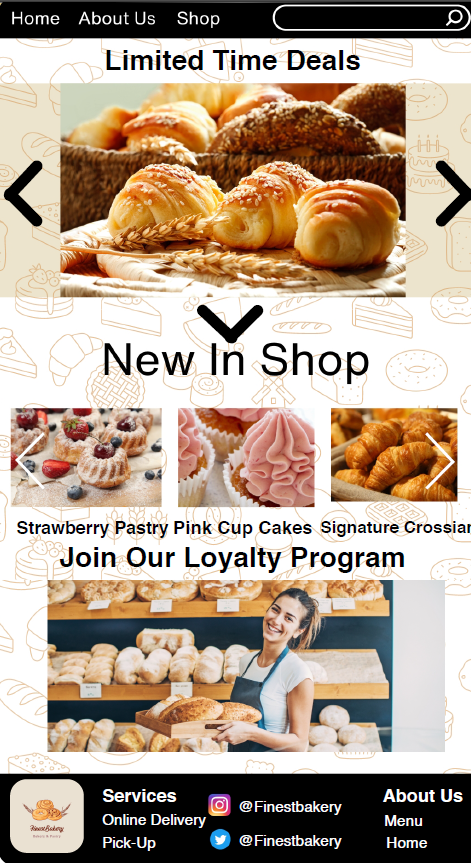 Home About Us Shop
Limited Time Deals
New In Shop
Strawberry Pastry Pink Cup Cakes Signature Crossian
Join Our Loyalty Program
Services
Online Delivery
Pick-Up
@Finestbakery
@Finestbakery
About Us
Menu
Home
FinestBakery